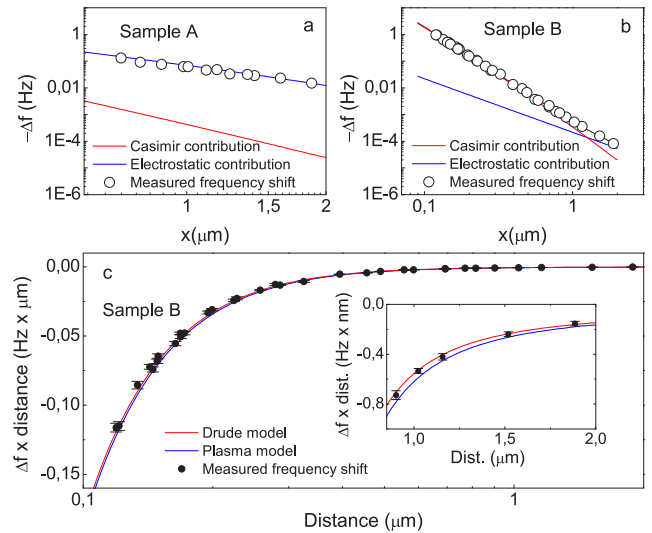 Sample A
a
1
0,01
1E-4
1E-6
−Δf (Hz)
Casimir contribution
Electrostatic contribution
Measured frequency shift
1
1,5
2
x(μm)
Sample B
b
1
0,01
1E-4
1E-6
−Δf (Hz)
Casimir contribution
Electrostatic contribution
Measured frequency shift
0,1
1
x(μm)
c
Sample B
0,00
-0,05
-0,10
-0,15
Δf x distance (Hz x μm)
Drude model
Plasma model
Measured frequency shift
0,1
1
Distance (μm)
0,0
-0,4
-0,8
Δf x dist. (Hz x nm)
1,0
1,5
2,0
Dist. (μm)